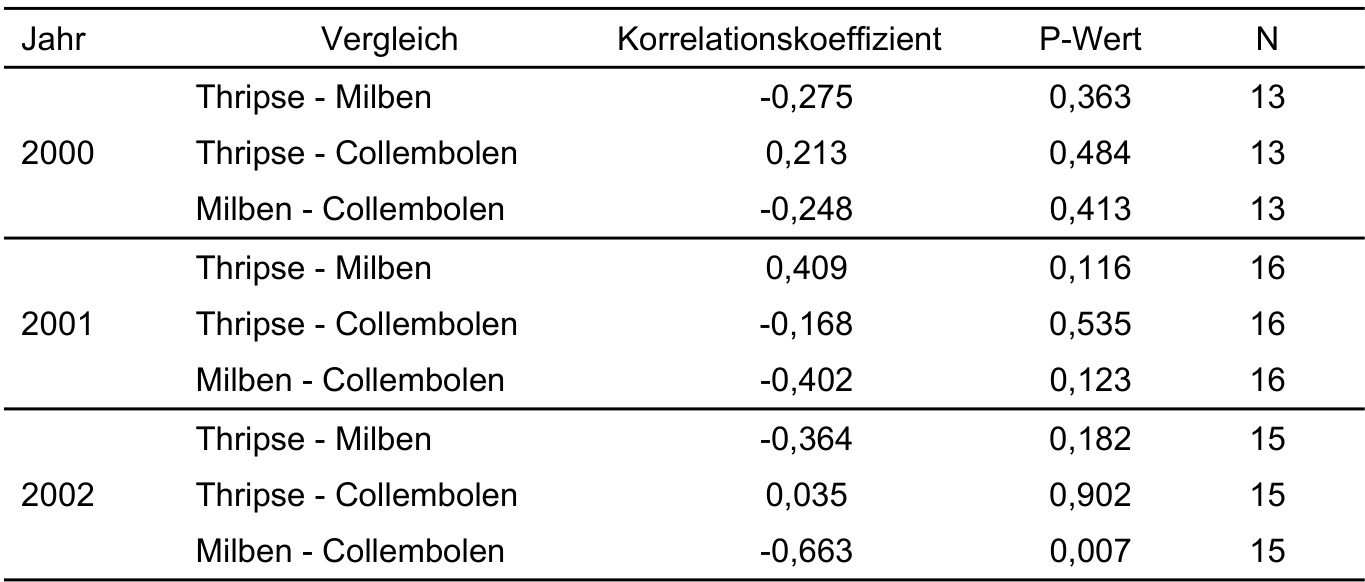 Jahr Vergleich Korrelationskoeffizient P-Wert N
Thripse - Milben -0,275 0,363 13
2000 Thripse - Collembolen 0,213 0,484 13
Milben - Collembolen -0,248 0,413 13
Thripse - Milben 0,409 0,116 16
2001 Thripse - Collembolen -0,168 0,535 16
Milben - Collembolen -0,402 0,123 16
Thripse - Milben -0,364 0,182 15
2002 Thripse - Collembolen 0,035 0,902 15
Milben - Collembolen -0,663 0,007 15